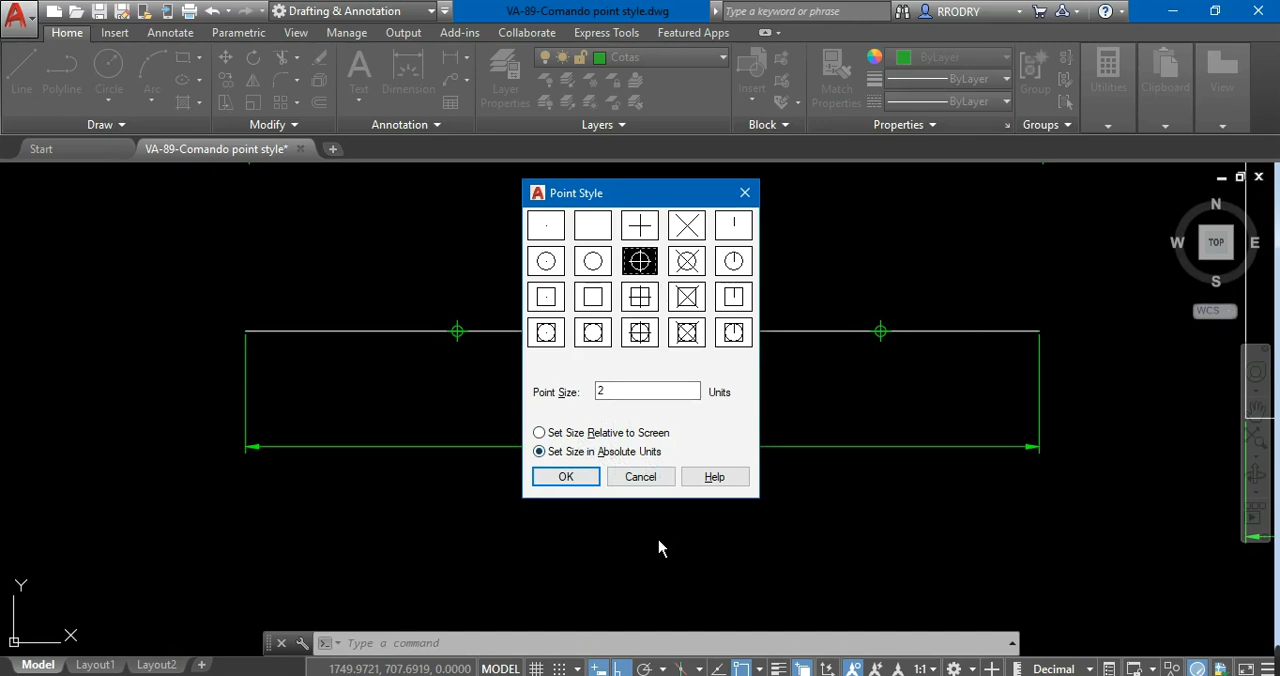 Drafting & Annotation
VA-89-Comando point style.dwg
Type a keyword or phrase
RRODRY
Home Insert Annotate Parametric View Manage Output Add-ins Collaborate Express Tools Featured Apps
Line Polyline Circle Arc
Text Dimension
Layer Properties
Cotas
Insert
Match Properties
ByLayer
ByLayer
ByLayer
Group
Utilities
Clipboard
View
Draw Modify Annotation Layers Block Properties Groups
Start VA-89-Comando point style*
Point Style
N
W TOP E
S
WCS
Point Size: 2 Units
Set Size Relative to Screen
Set Size in Absolute Units
OK Cancel Help
Y
X
Type a command
Model Layout1 Layout2 1749.9721, 707.6919, 0.0000 MODEL 1:1 Decimal